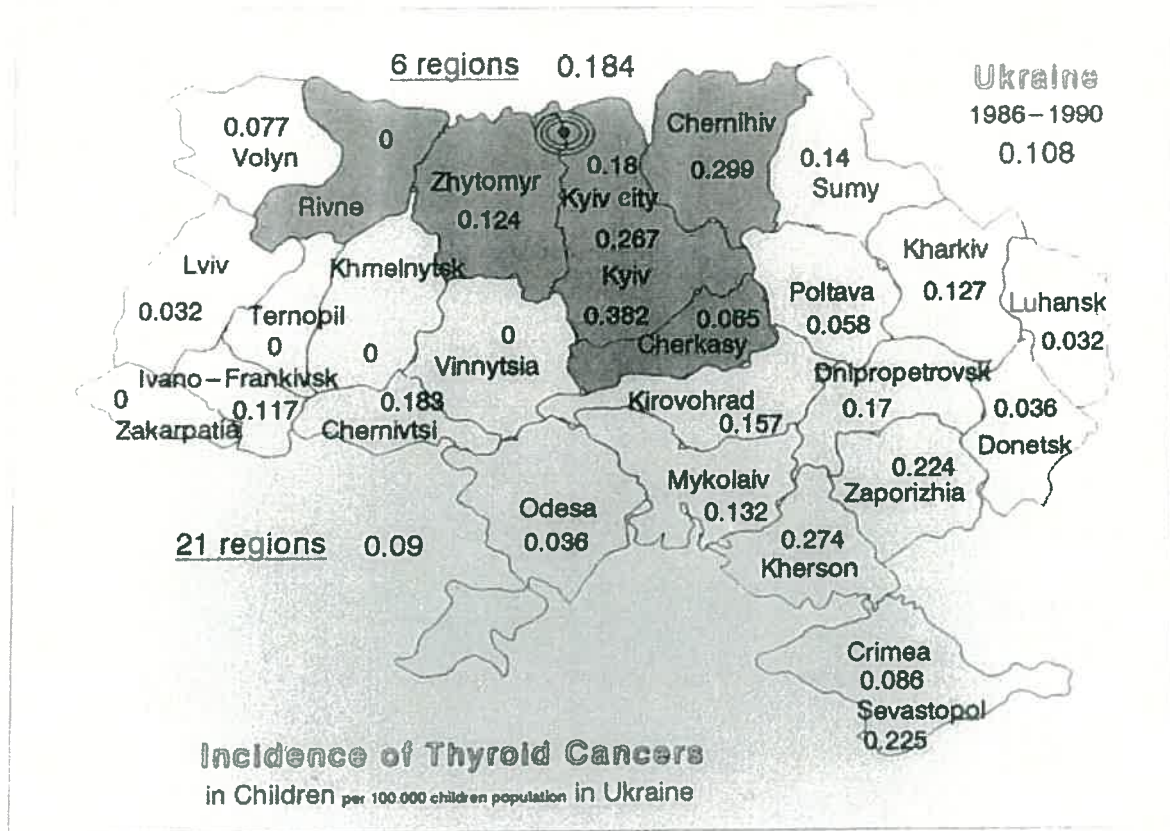 6 regions 0.184
Ukraine
1986-1990
0.108
0.077
Volyn
0
Rivne
Zhytomyr
0.124
0.18
Kyiv city
0.267
Kyiv
0.382
Chernihiv
0.299
0.14
Sumy
Lviv
0.032
Ternopil
0
Khmelnytsk
0
0
Vinnytsia
0.085
Cherkasy
Poltava
0.058
Kharkiv
0.127
Luhansk
0.032
0
Zakarpatia
Ivano-Frankivsk
0.117
0.183
Chernivtsi
Kirovohrad
0.157
Dnipropetrovsk
0.17
0.036
Donetsk
Odesa
0.036
Mykolaiv
0.132
0.224
Zaporizhia
0.274
Kherson
21 regions 0.09
Crimea
0.086
Sevastopol
0.225
Incidence of Thyroid Cancers
in Children per 100.000 children population in Ukraine